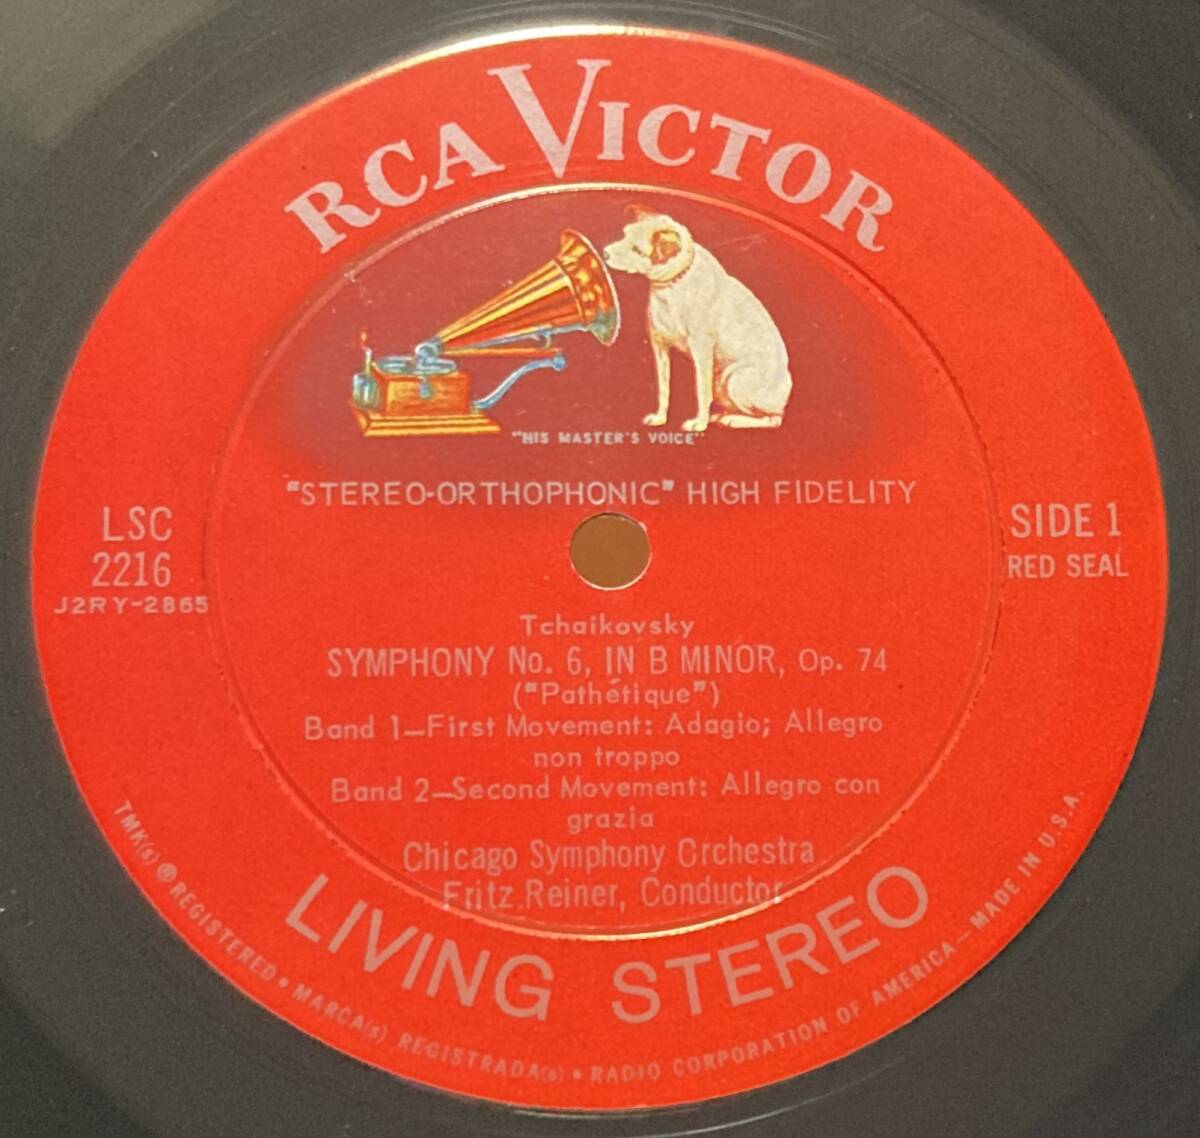 RCA VICTOR
"HIS MASTER'S VOICE"
"STEREO-ORTHOPHONIC" HIGH FIDELITY
LSC
2216
J2RY-2865
SIDE 1
RED SEAL
Tchaikovsky
SYMPHONY No. 6, IN B MINOR, Op. 74
("Pathétique")
Band 1—First Movement: Adagio; Allegro
non troppo
Band 2—Second Movement: Allegro con
grazia
Chicago Symphony Orchestra
Fritz Reiner, Conductor
LIVING STEREO
TMK(s) ® REGISTERED • MARCA(s) REGISTRADA(s) • RADIO CORPORATION OF AMERICA—MADE IN U.S.A.